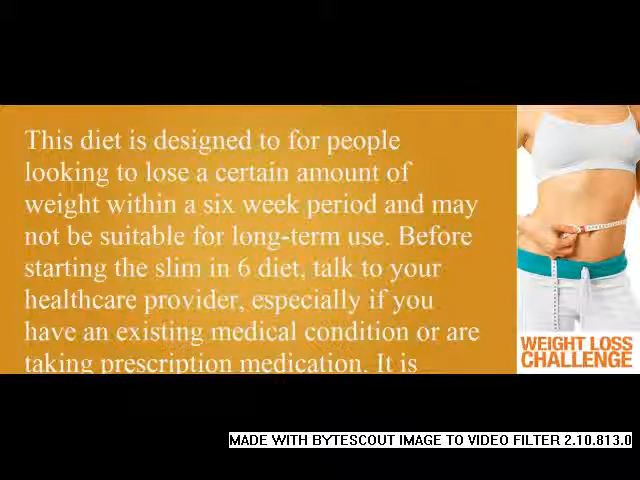 This diet is designed to for people
looking to lose a certain amount of
weight within a six week period and may
not be suitable for long-term use. Before
starting the slim in 6 diet, talk to your
healthcare provider, especially if you
have an existing medical condition or are
taking prescription medication. It is
WEIGHT LOSS
CHALLENGE
MADE WITH BYTESCOUT IMAGE TO VIDEO FILTER 2.10.813.0